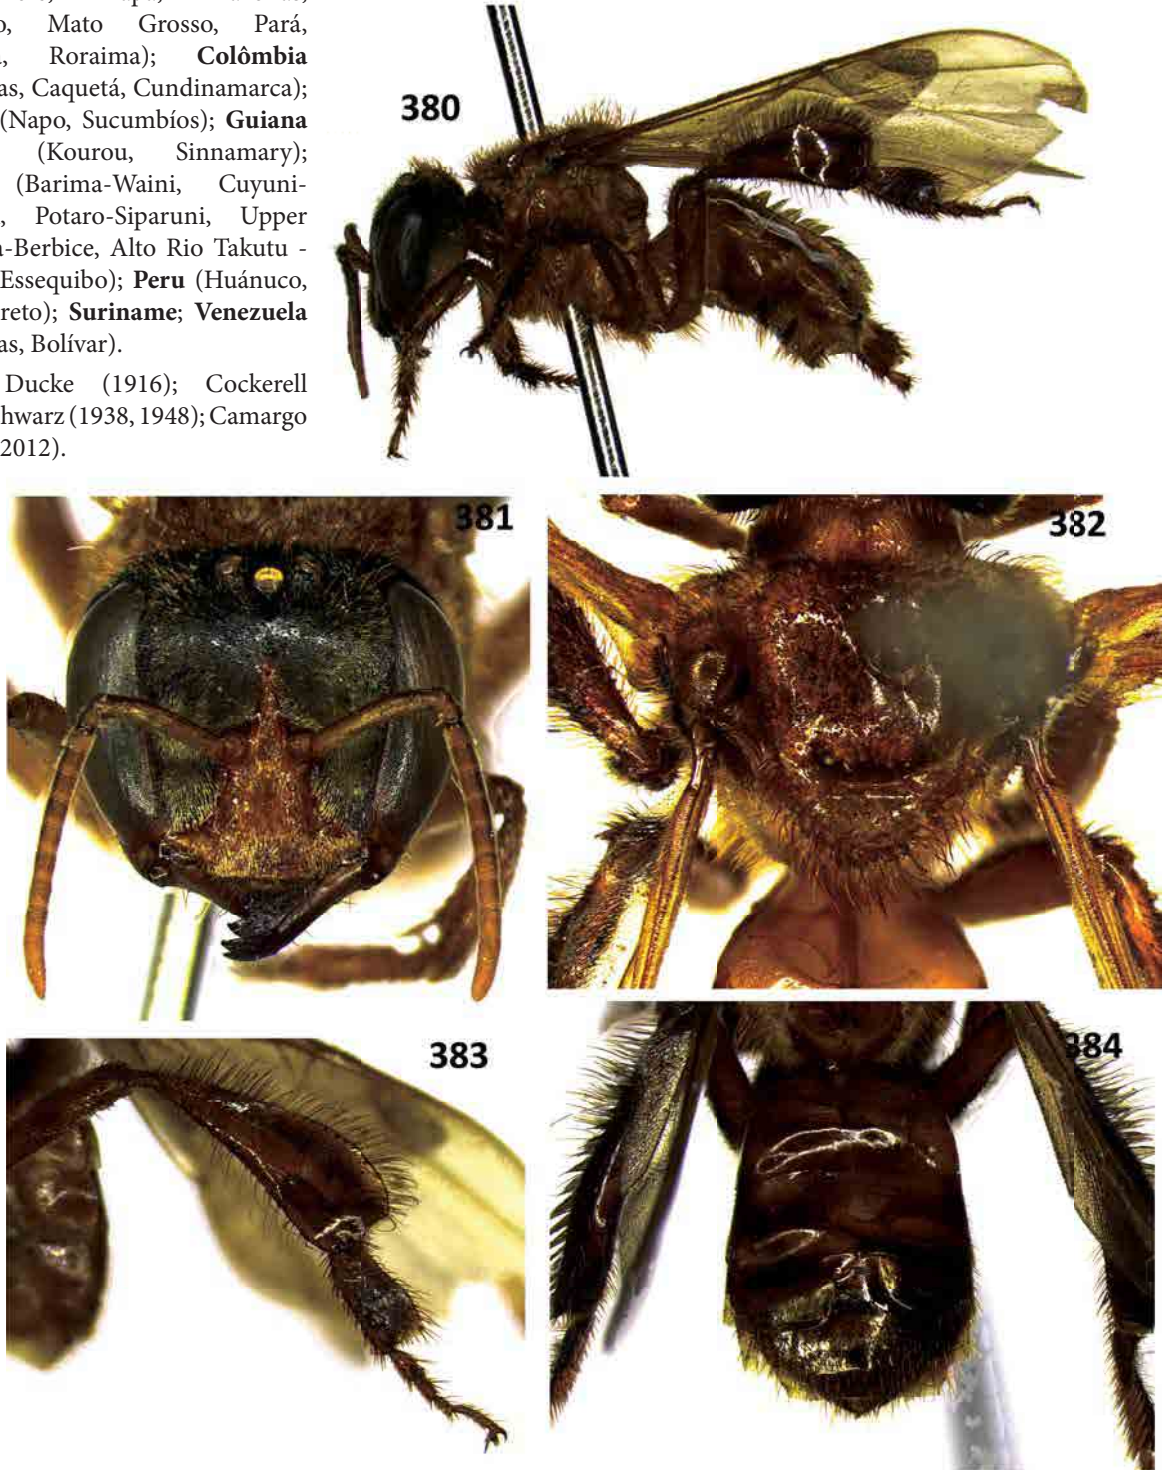 o, Mato Grosso, Pará,
Roraima); Colômbia
as, Caquetá, Cundinamarca);
(Napo, Sucumbíos); Guiana
(Kourou, Sinnamary);
(Barima-Waini, Cuyuni-
, Potaro-Siparuni, Upper
a-Berbice, Alto Rio Takutu -
Essequibo); Peru (Huánuco,
reto); Suriname; Venezuela
as, Bolívar).
Ducke (1916); Cockerell
hwarz (1938, 1948); Camargo
2012).
380
381
382
383
384